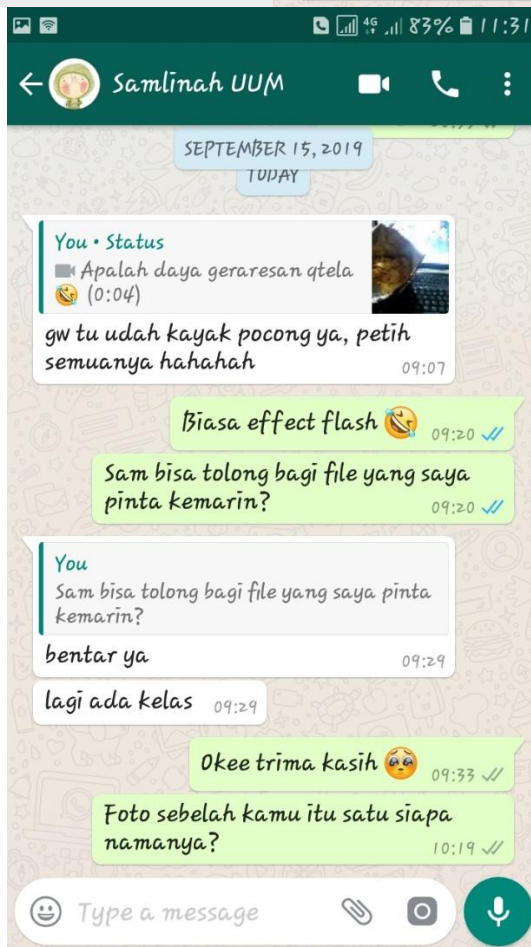 4G 83% 11:31
Samlinah UUM
SEPTEMBER 15, 2019
TODAY
You • Status
Apalah daya geraresan qtela
🤣 (0:04)
gw tu udah kayak pocong ya, petih
semuanya hahahah 09:07
Biasa effect flash 🤣 09:20
Sam bisa tolong bagi file yang saya
pinta kemarin? 09:20
You
Sam bisa tolong bagi file yang saya pinta
kemarin?
bentar ya 09:29
lagi ada kelas 09:29
Okee trima kasih 🥺 09:33
Foto sebelah kamu itu satu siapa
namanya? 10:19
Type a message